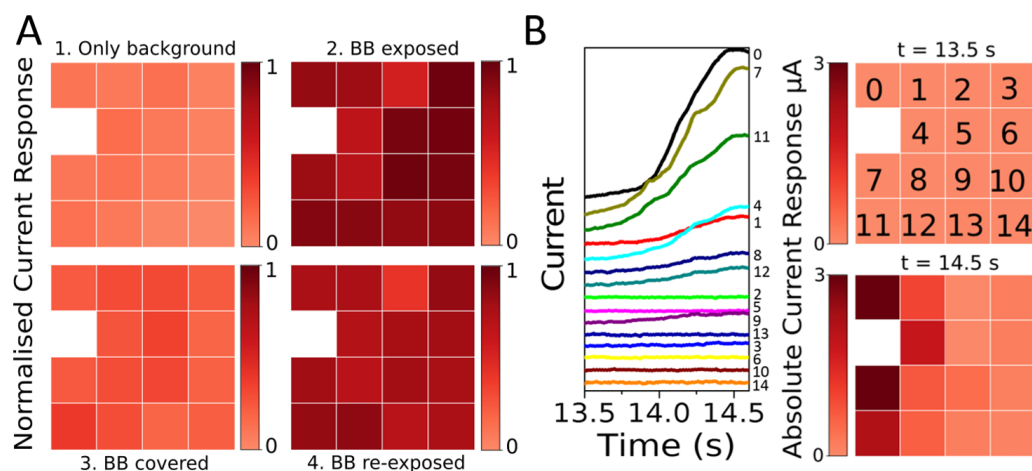 A
Normalised Current Response
1. Only background
1
0
2. BB exposed
1
0
1
0
3. BB covered
1
0
4. BB re-exposed
B
Current
0
7
11
4
1
8
12
2
5
9
13
3
6
10
14
13.5 14.0 14.5
Time (s)
Absolute Current Response µA
t = 13.5 s
3
0
0 1 2 3
4 5 6
7 8 9 10
11 12 13 14
t = 14.5 s
3
0